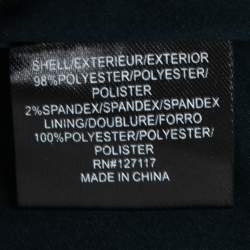 SHELL/EXTERIEUR/EXTERIOR
98%POLYESTER/POLYESTER/
POLISTER
2%SPANDEX/SPANDEX/SPANDEX
LINING/DOUBLURE/FORRO
100%POLYESTER/POLYESTER/
POLISTER
RN#127117
MADE IN CHINA